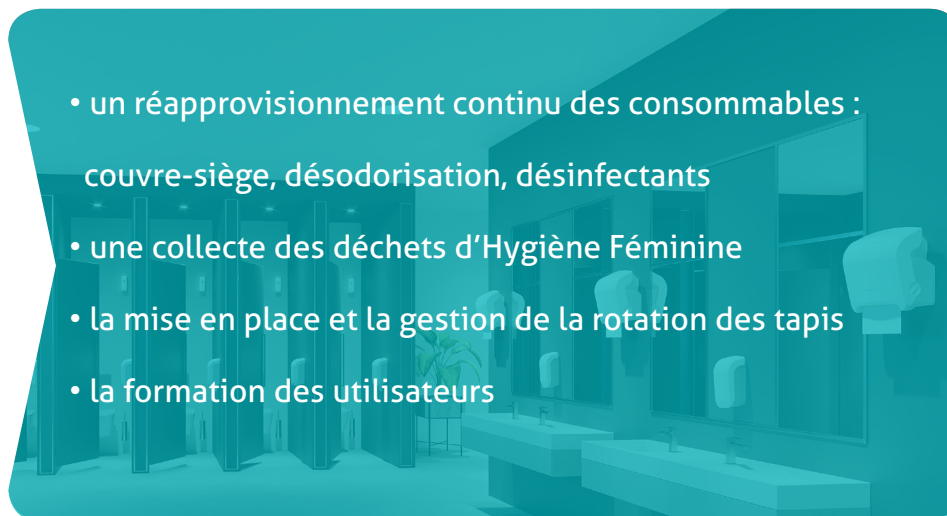 • un réapprovisionnement continu des consommables :
couvre-siège, désodorisation, désinfectants
• une collecte des déchets d’Hygiène Féminine
• la mise en place et la gestion de la rotation des tapis
• la formation des utilisateurs